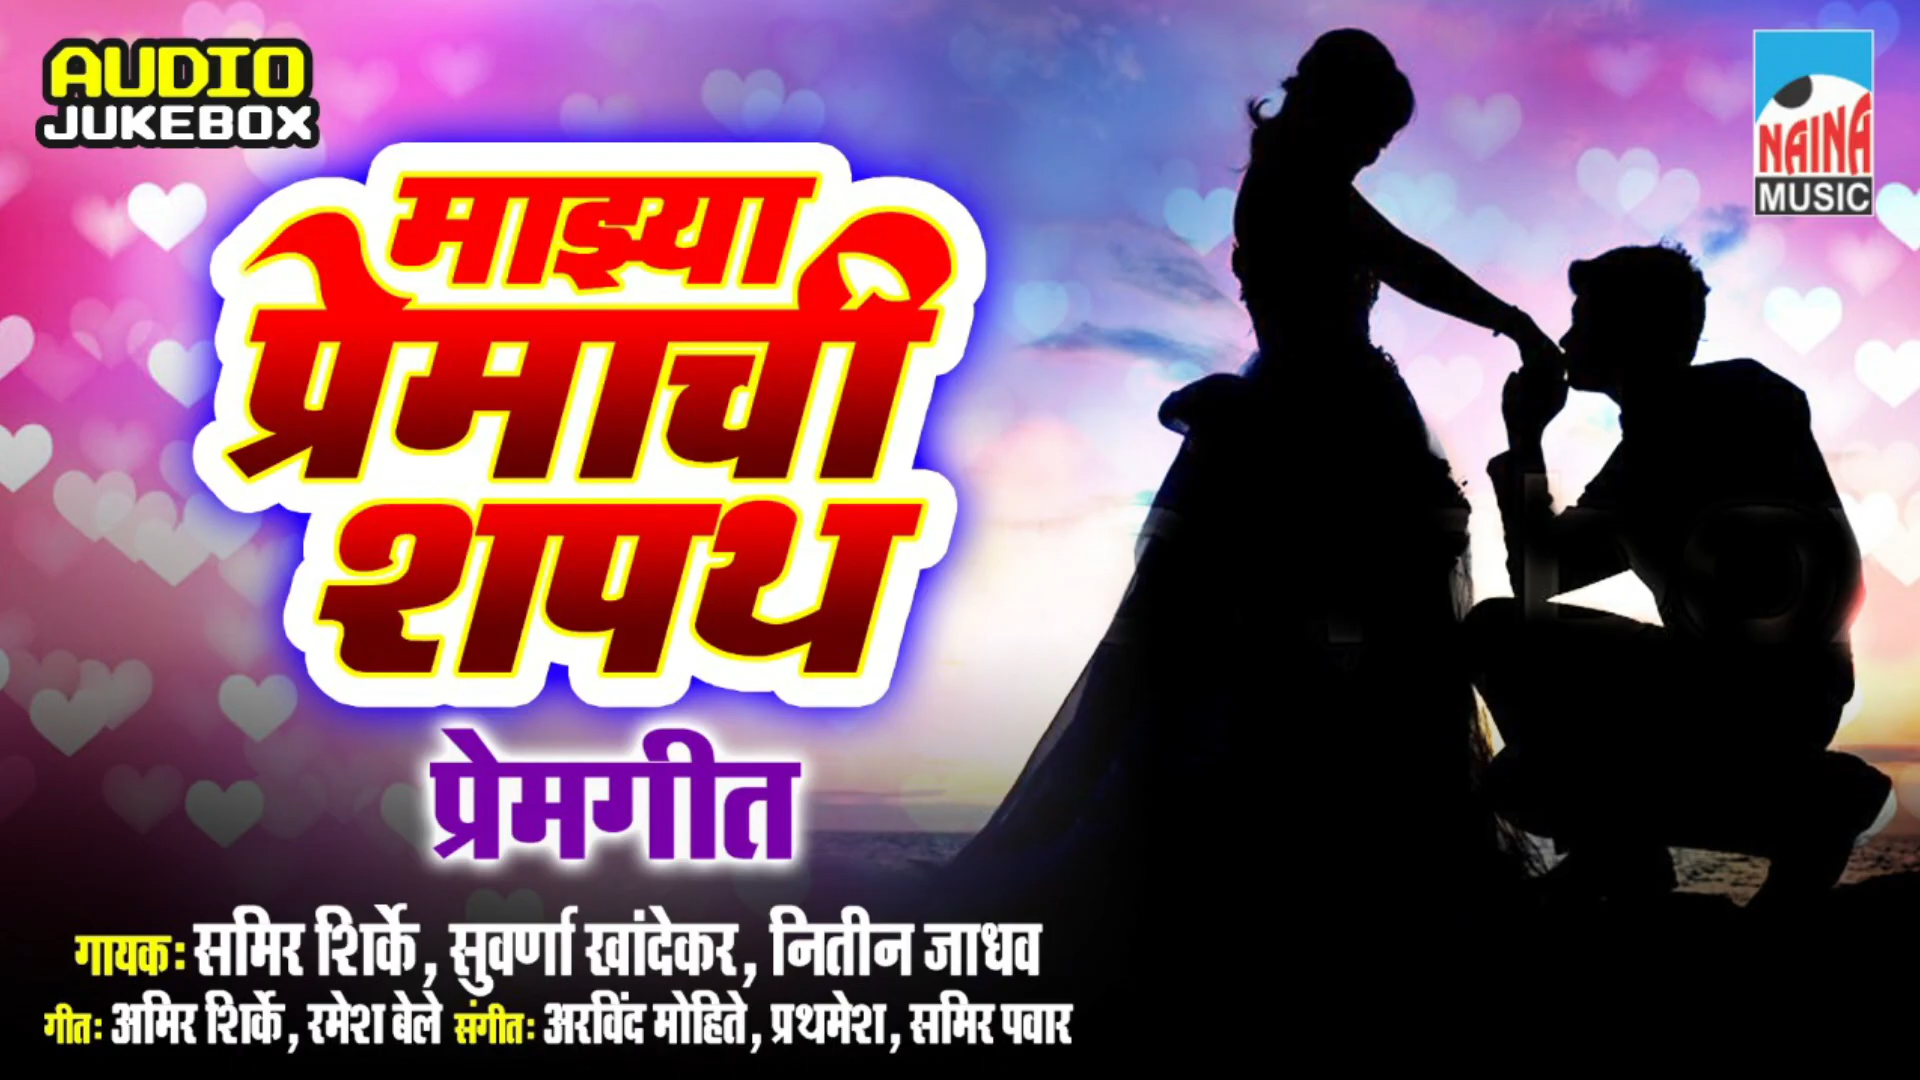 AUDIO
JUKEBOX
NAINA
MUSIC
माझ्या
प्रेमाची
शपथ
प्रेमगीत
गायक: समिर शिर्के, सुवर्णा खांदेकर, नितीन जाधव
गीत: अमिर शिर्के, रमेश बेले संगीत: अरविंद मोहिते, प्रथमेश, समिर पवार